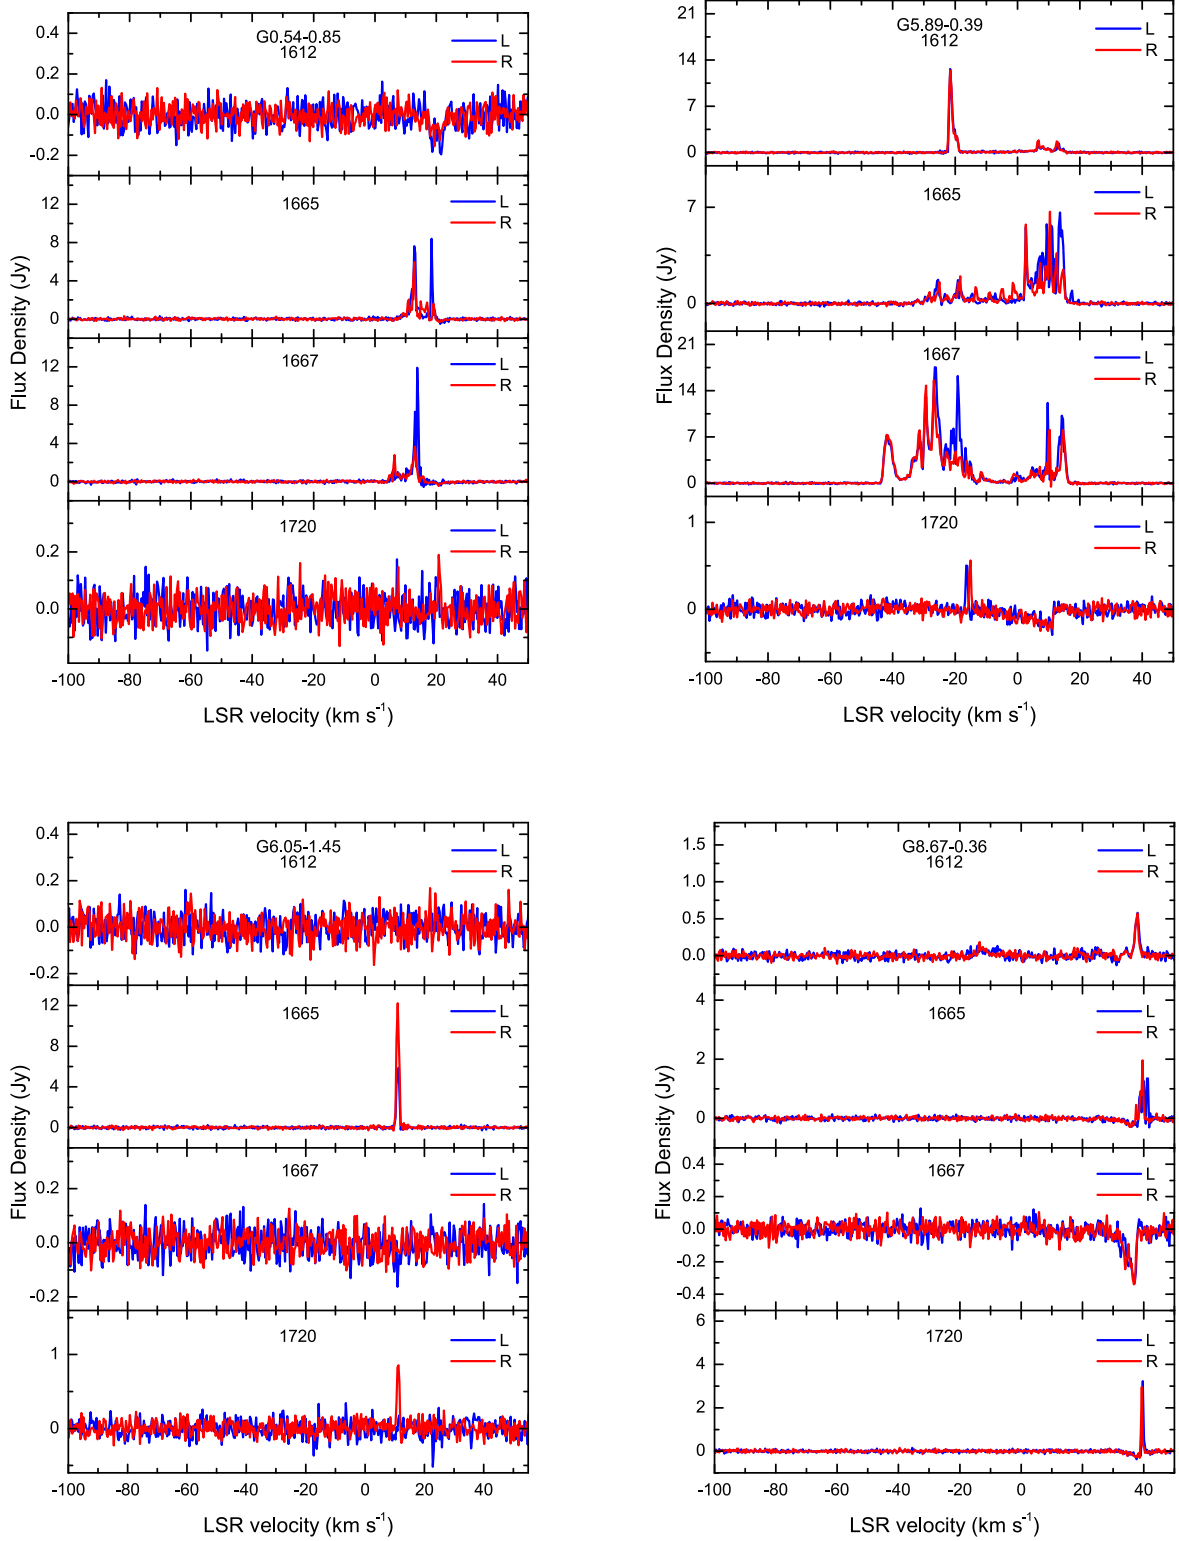 G0.54-0.85
1612
L
R
0.4
0.2
0.0
-0.2
1665
L
R
12
8
4
0
1667
L
R
12
8
4
0
1720
L
R
0.2
0.0
-100 -80 -60 -40 -20 0 20 40
Flux Density (Jy)
LSR velocity (km s-1)
G5.89-0.39
1612
L
R
21
14
7
0
1665
L
R
7
0
1667
L
R
21
14
7
0
1720
L
R
1
0
-100 -80 -60 -40 -20 0 20 40
Flux Density (Jy)
LSR velocity (km s-1)
G6.05-1.45
1612
L
R
0.4
0.2
0.0
-0.2
1665
L
R
12
8
4
0
1667
L
R
0.2
0.0
-0.2
1720
L
R
1
0
-100 -80 -60 -40 -20 0 20 40
Flux Density (Jy)
LSR velocity (km s-1)
G8.67-0.36
1612
L
R
1.5
1.0
0.5
0.0
1665
L
R
4
2
0
1667
L
R
0.4
0.2
0.0
-0.2
-0.4
1720
L
R
6
4
2
0
-100 -80 -60 -40 -20 0 20 40
Flux Density (Jy)
LSR velocity (km s-1)